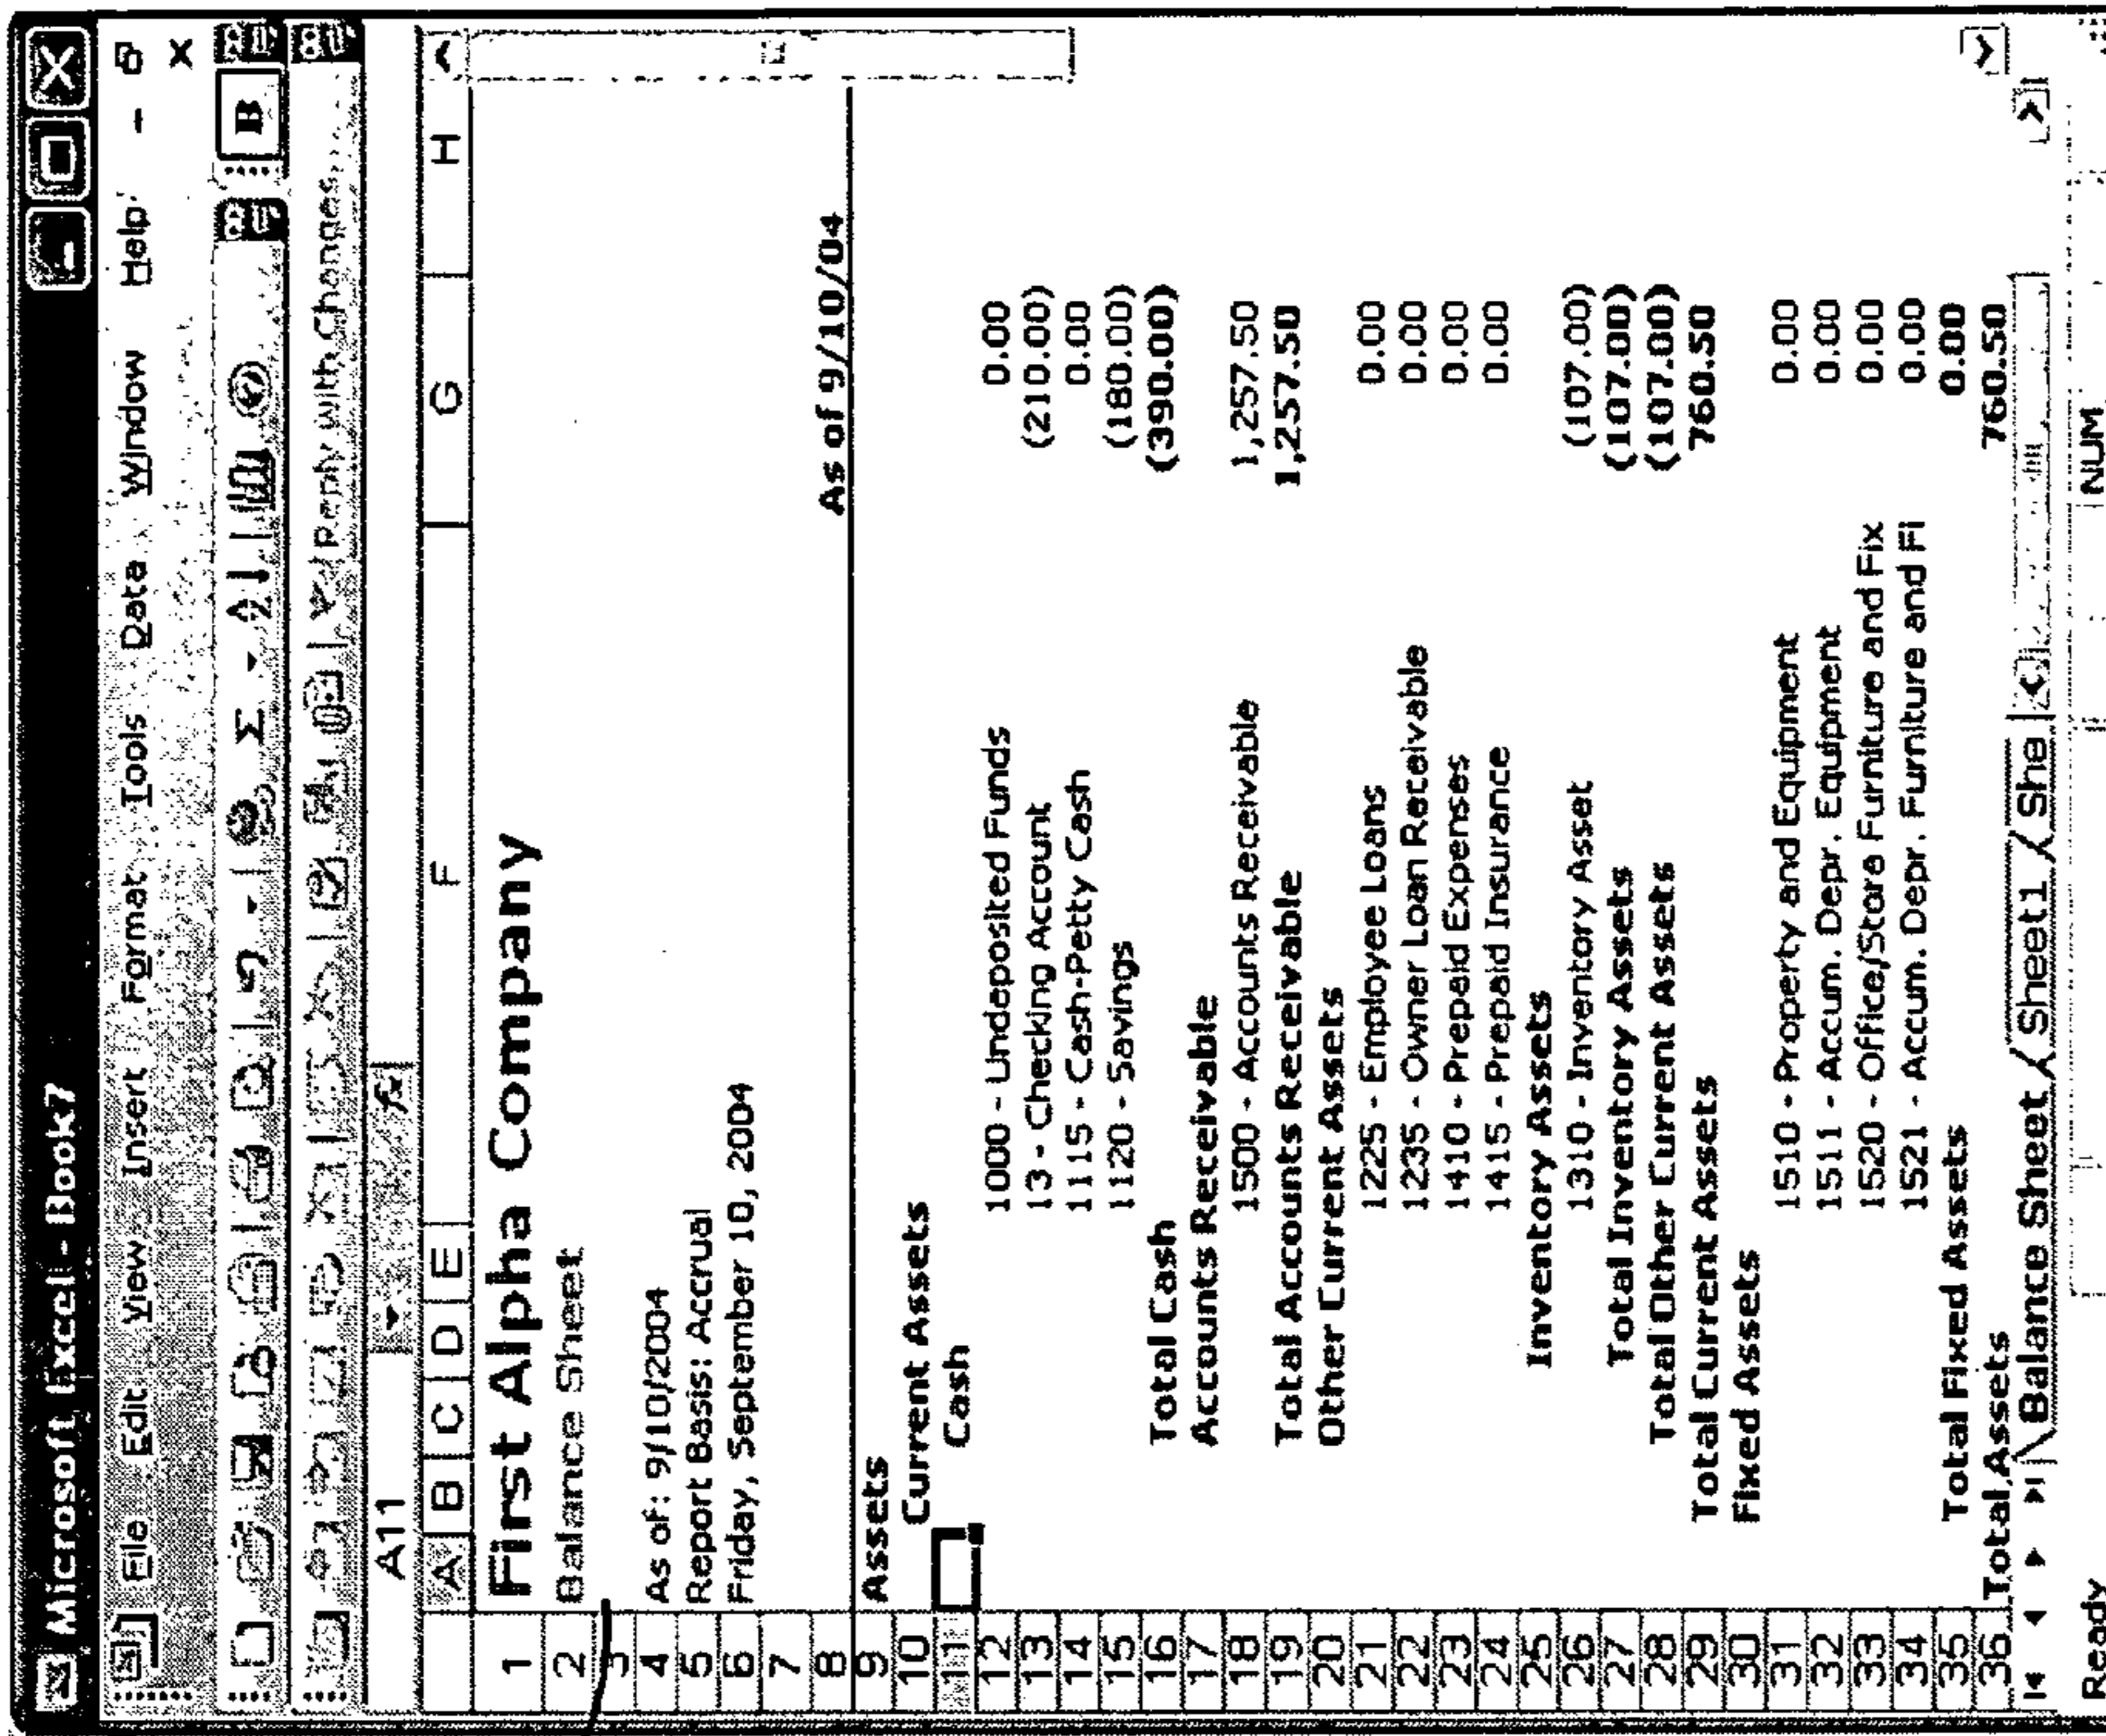 Microsoft Excel - Book7
File Edit View Insert Format Tools Data Window Help
Reply with Changes...
A11 fx
A B C D E F G H
1 First Alpha Company
2 Balance Sheet
3
4 As of: 9/10/2004
5 Report Basis: Accrual
6 Friday, September 10, 2004
7
8 As of 9/10/04
9 Assets
10 Current Assets
11 Cash
12 1000 - Undeposited Funds 0.00
13 13 - Checking Account (210.00)
14 1115 - Cash-Petty Cash 0.00
15 1120 - Savings (180.00)
16 Total Cash (390.00)
17 Accounts Receivable
18 1500 - Accounts Receivable 1,257.50
19 Total Accounts Receivable 1,257.50
20 Other Current Assets
21 1225 - Employee Loans 0.00
22 1235 - Owner Loan Receivable 0.00
23 1410 - Prepaid Expenses 0.00
24 1415 - Prepaid Insurance 0.00
25 Inventory Assets
26 1310 - Inventory Asset (107.00)
27 Total Inventory Assets (107.00)
28 Total Other Current Assets (107.00)
29 Total Current Assets 760.50
30 Fixed Assets
31 1510 - Property and Equipment 0.00
32 1511 - Accum. Depr. Equipment 0.00
33 1520 - Office/Store Furniture and Fix 0.00
34 1521 - Accum. Depr. Furniture and Fi 0.00
35 Total Fixed Assets 0.00
36 Total Assets 760.50
Balance Sheet / Sheet1 / She
Ready NUM